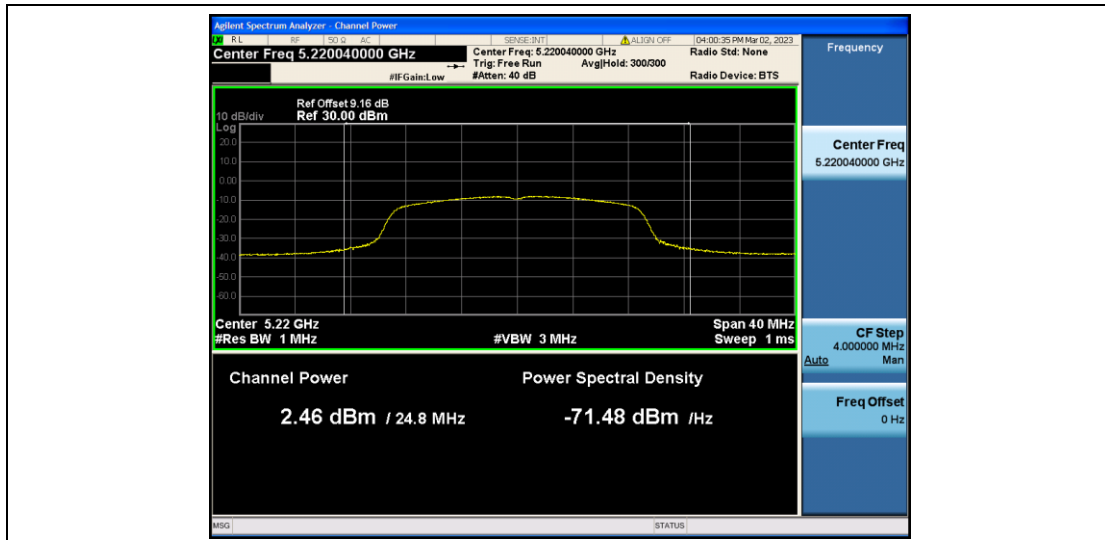 Agilent Spectrum Analyzer - Channel Power
RL RF 50 Ω AC SENSE:INT ALIGN OFF 04:00:35 PM Mar 02, 2023
Center Freq 5.220040000 GHz
Center Freq: 5.220040000 GHz
Radio Std: None
Trig: Free Run Avg|Hold: 300/300
#IFGain:Low #Atten: 40 dB Radio Device: BTS
Ref Offset 9.16 dB
10 dB/div Ref 30.00 dBm
Log
20.0
10.0
0.00
-10.0
-20.0
-30.0
-40.0
-50.0
-60.0
Center 5.22 GHz Span 40 MHz
#Res BW 1 MHz #VBW 3 MHz Sweep 1 ms
Channel Power Power Spectral Density
2.46 dBm / 24.8 MHz -71.48 dBm /Hz
MSG STATUS
Frequency
Center Freq
5.220040000 GHz
CF Step
4.000000 MHz
Auto Man
Freq Offset
0 Hz